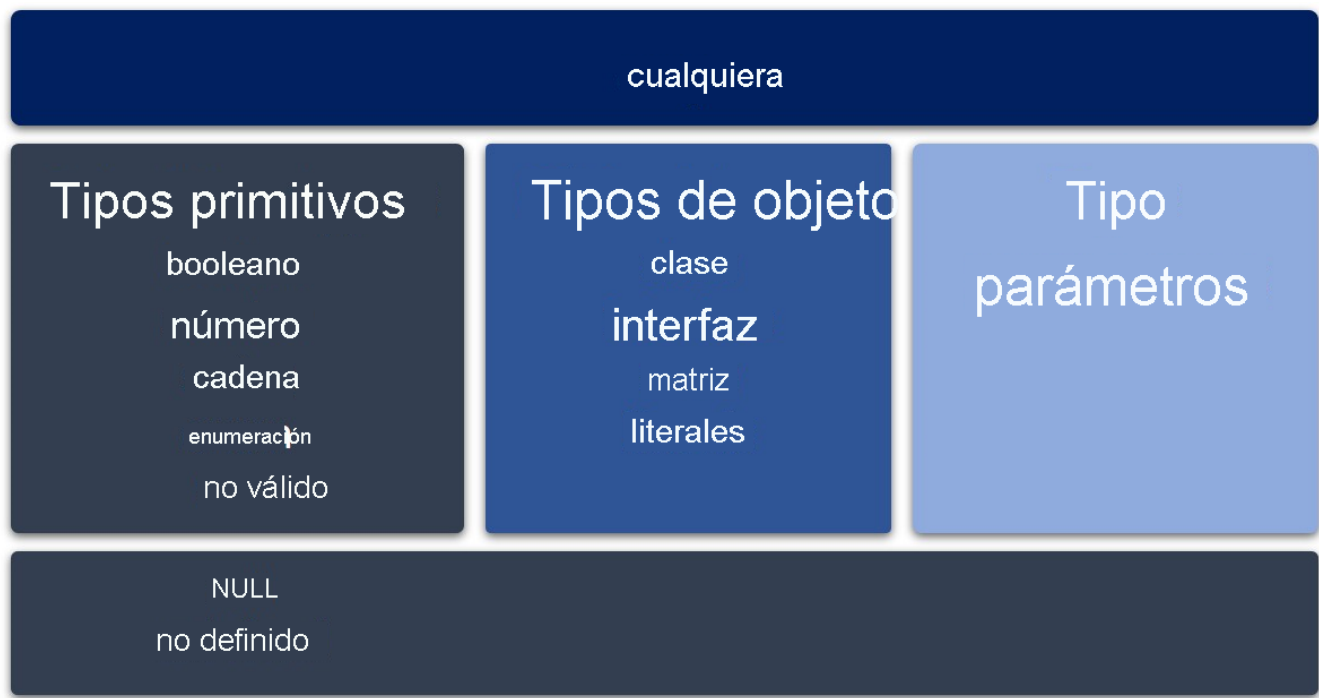 cualquiera
Tipos primitivos
booleano
número
cadena
enumeración
no válido
Tipos de objeto
clase
interfaz
matriz
literales
Tipo
parámetros
NULL
no definido